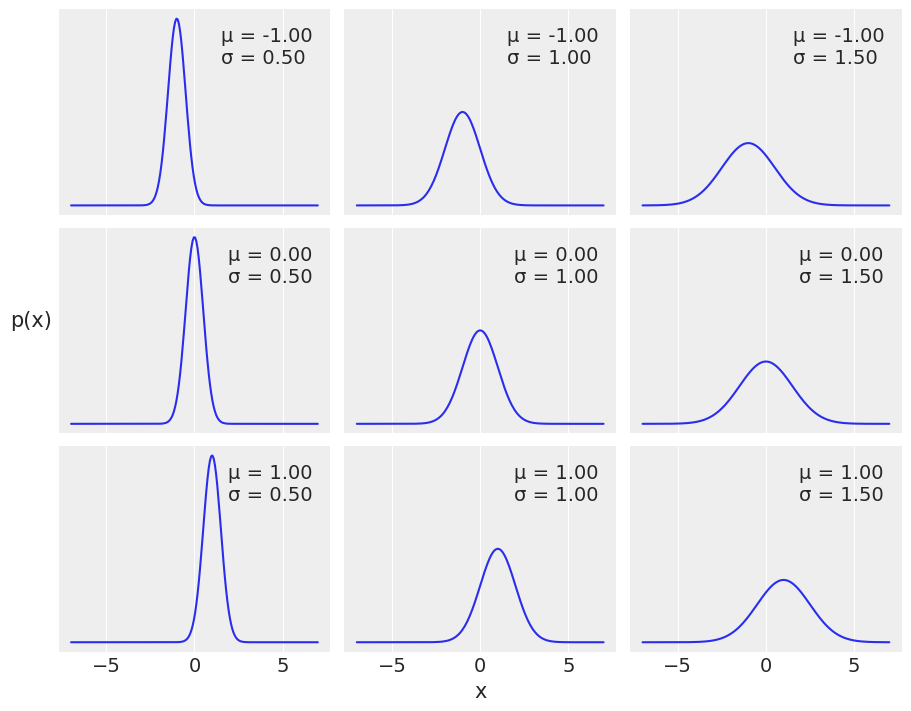 μ = -1.00
σ = 0.50
μ = -1.00
σ = 1.00
μ = -1.00
σ = 1.50
μ = 0.00
σ = 0.50
μ = 0.00
σ = 1.00
μ = 0.00
σ = 1.50
p(x)
μ = 1.00
σ = 0.50
μ = 1.00
σ = 1.00
μ = 1.00
σ = 1.50
−5 0 5
−5 0 5
−5 0 5
x